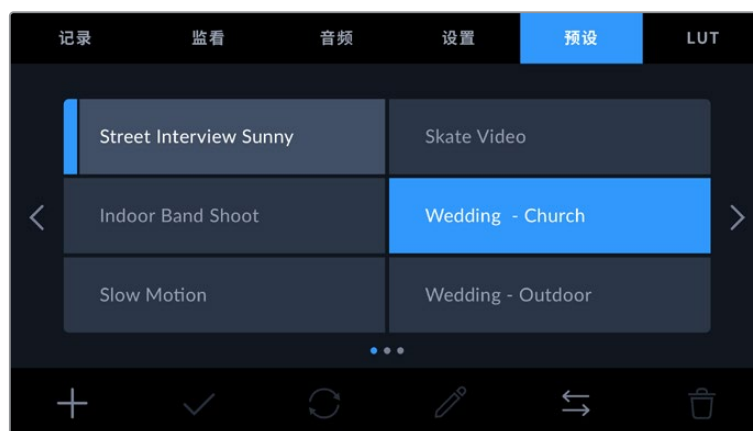 记录 监看 音频 设置 预设 LUT
Street Interview Sunny Skate Video
Indoor Band Shoot Wedding - Church
Slow Motion Wedding - Outdoor